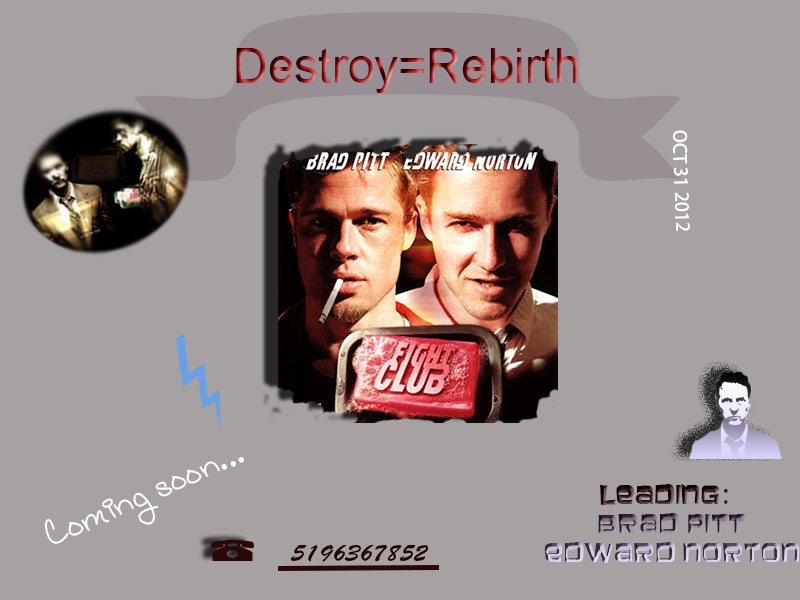 Destroy=Rebirth
OCT 31 2012
BRAD PITT EDWARD NORTON
FIGHT
CLUB
Coming soon...
5196367852
Leading:
Brad Pitt
Edward Norton